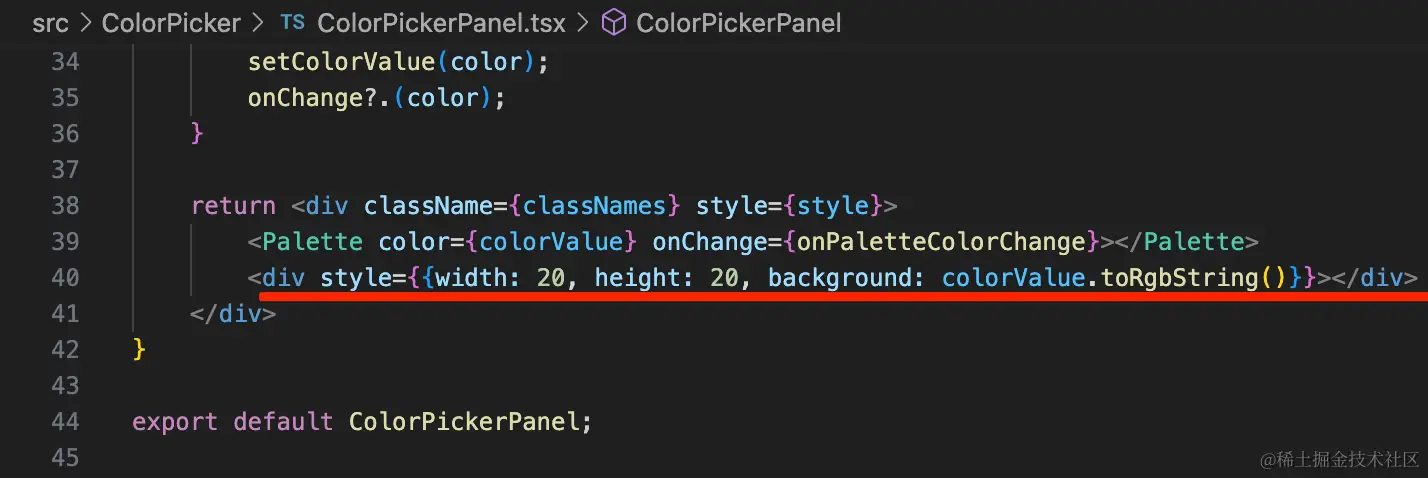 src > ColorPicker > TS ColorPickerPanel.tsx > ColorPickerPanel
34 setColorValue(color);
35 onChange?.(color);
36 }
37
38 return <div className={classNames} style={style}>
39 <Palette color={colorValue} onChange={onPaletteColorChange}></Palette>
40 <div style={{width: 20, height: 20, background: colorValue.toRgbString()}}></div>
41 </div>
42 }
43
44 export default ColorPickerPanel;
45
@稀土掘金技术社区